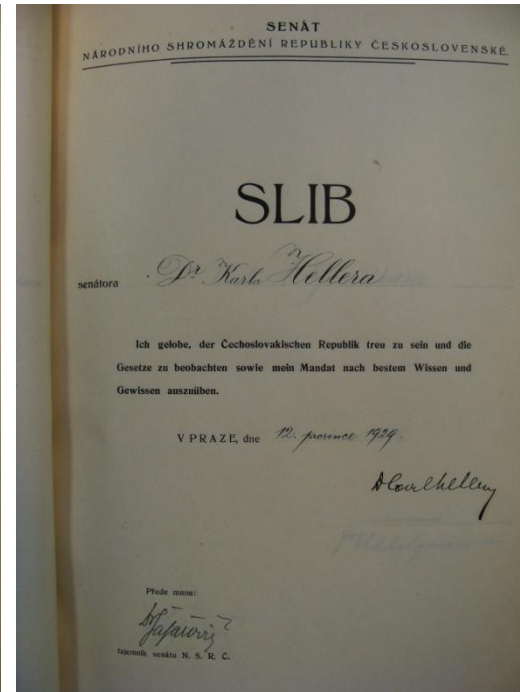 SENÁT
NÁRODNÍHO SHROMÁŽDĚNÍ REPUBLIKY ČESKOSLOVENSKÉ.
SLIB
senátora Dr Karla Hellera
Ich gelobe, der Čechoslovakischen Republik treu zu sein und die
Gesetze zu beobachten sowie mein Mandat nach bestem Wissen und
Gewissen auszuüben.
V PRAZE, dne 12. prosince 1929.
Přede mnou:
tajemník senátu N. S. R. Č.